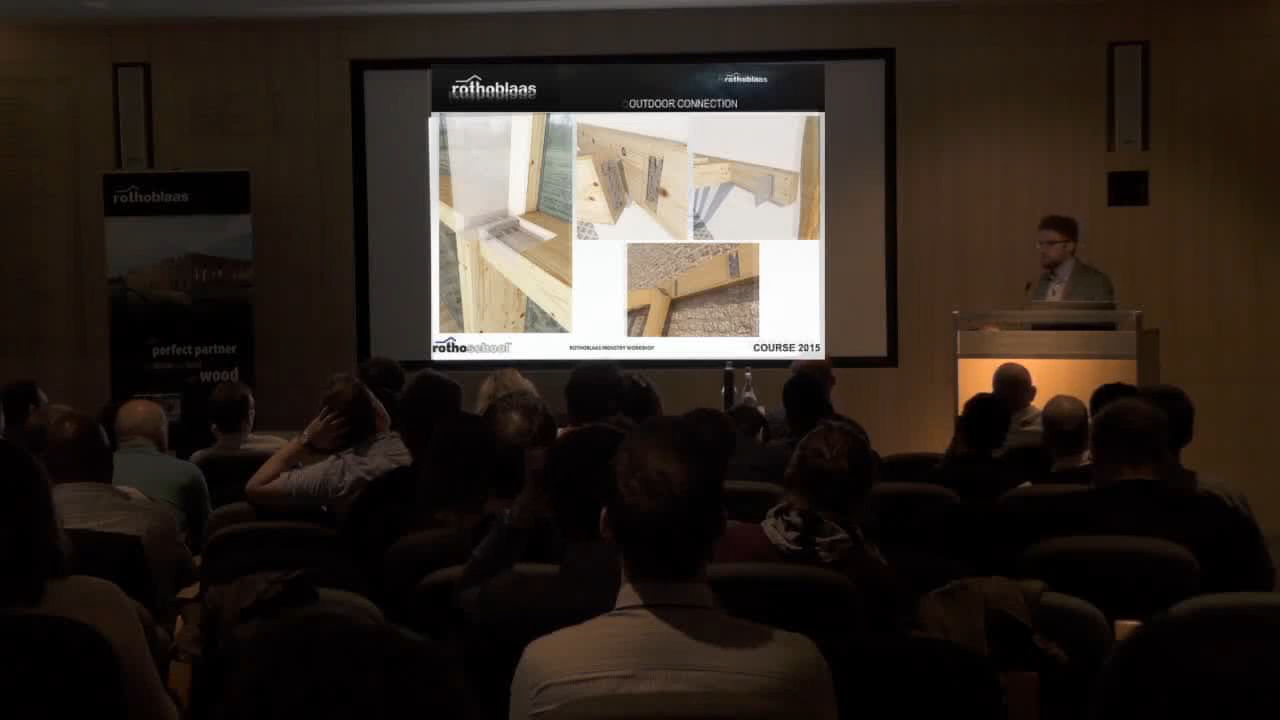 rothoblaas
rothoblaas
OUTDOOR CONNECTION
rothoschool
ROTHOBLAAS INDUSTRY WORKSHOP
COURSE 2015
rothoblaas
perfect partner
wood